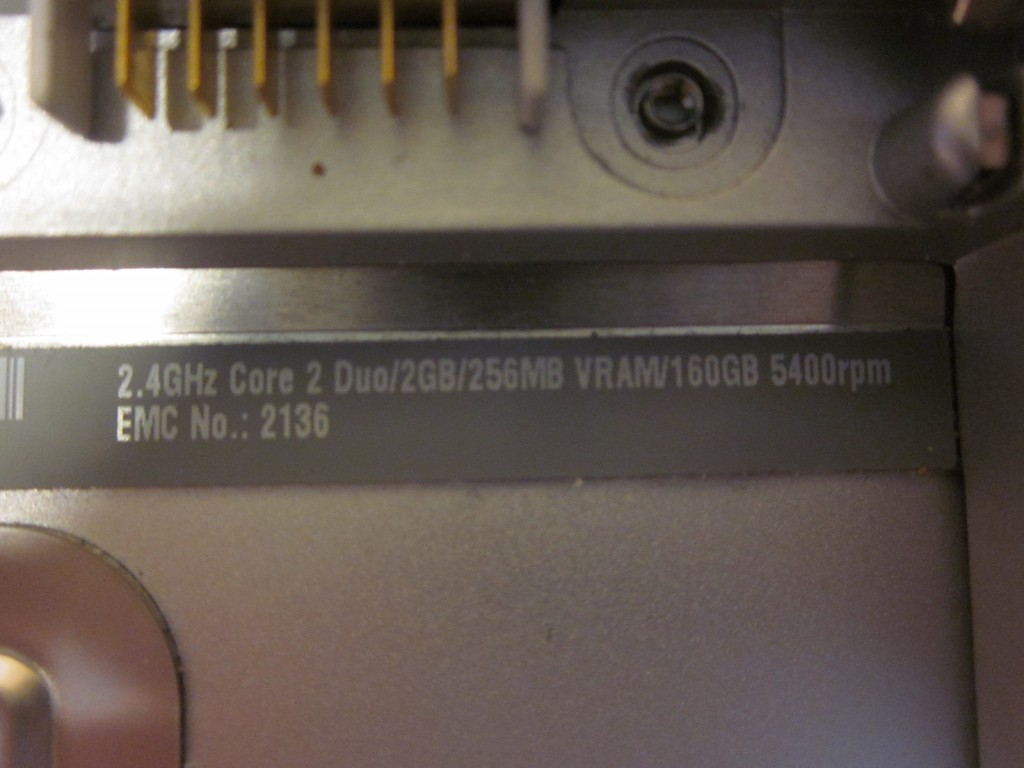 2.4GHz Core 2 Duo/2GB/256MB VRAM/160GB 5400rpm
EMC No.: 2136